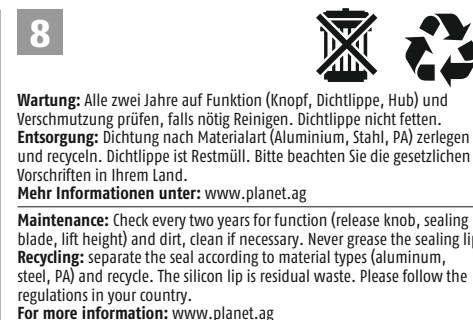 8
Wartung: Alle zwei Jahre auf Funktion (Knopf, Dichtlippe, Hub) und
Verschmutzung prüfen, falls nötig Reinigen. Dichtlippe nicht fetten.
Entsorgung: Dichtung nach Materialart (Aluminium, Stahl, PA) zerlegen
und recyceln. Dichtlippe ist Restmüll. Bitte beachten Sie die gesetzlichen
Vorschriften in Ihrem Land.
Mehr Informationen unter: www.planet.ag
Maintenance: Check every two years for function (release knob, sealing
blade, lift height) and dirt, clean if necessary. Never grease the sealing lip
Recycling: separate the seal according to material types (aluminum,
steel, PA) and recycle. The silicon lip is residual waste. Please follow the
regulations in your country.
For more information: www.planet.ag